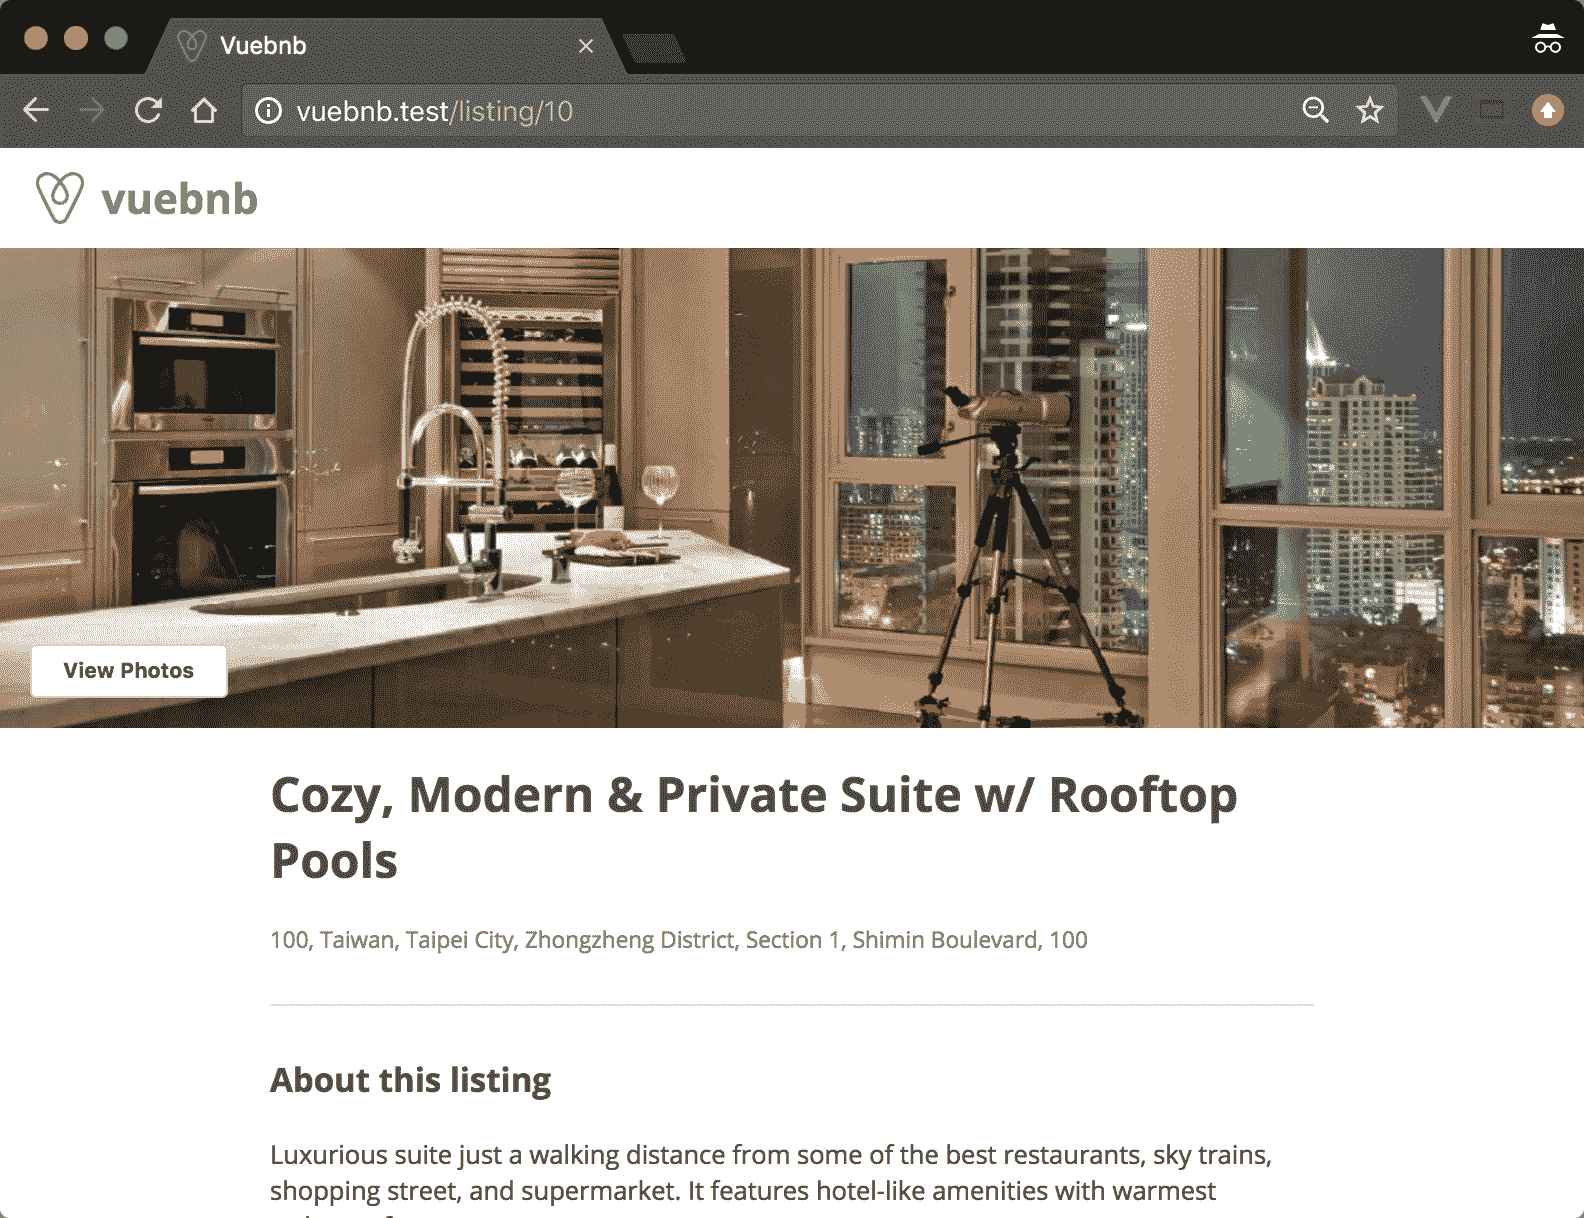 Vuebnb
vuebnb.test/listing/10
vuebnb
View Photos
Cozy, Modern & Private Suite w/ Rooftop
Pools
100, Taiwan, Taipei City, Zhongzheng District, Section 1, Shimin Boulevard, 100
About this listing
Luxurious suite just a walking distance from some of the best restaurants, sky trains,
shopping street, and supermarket. It features hotel-like amenities with warmest